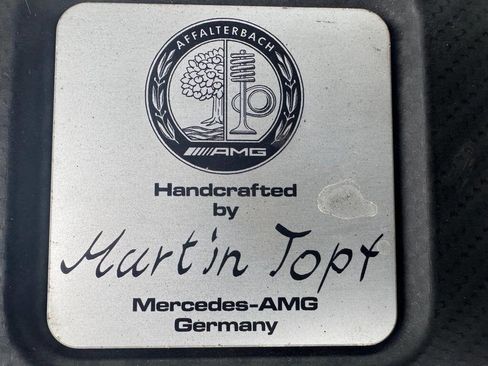 AFFALTERBACH
AMG
Handcrafted
by
Martin Topf
Mercedes-AMG
Germany